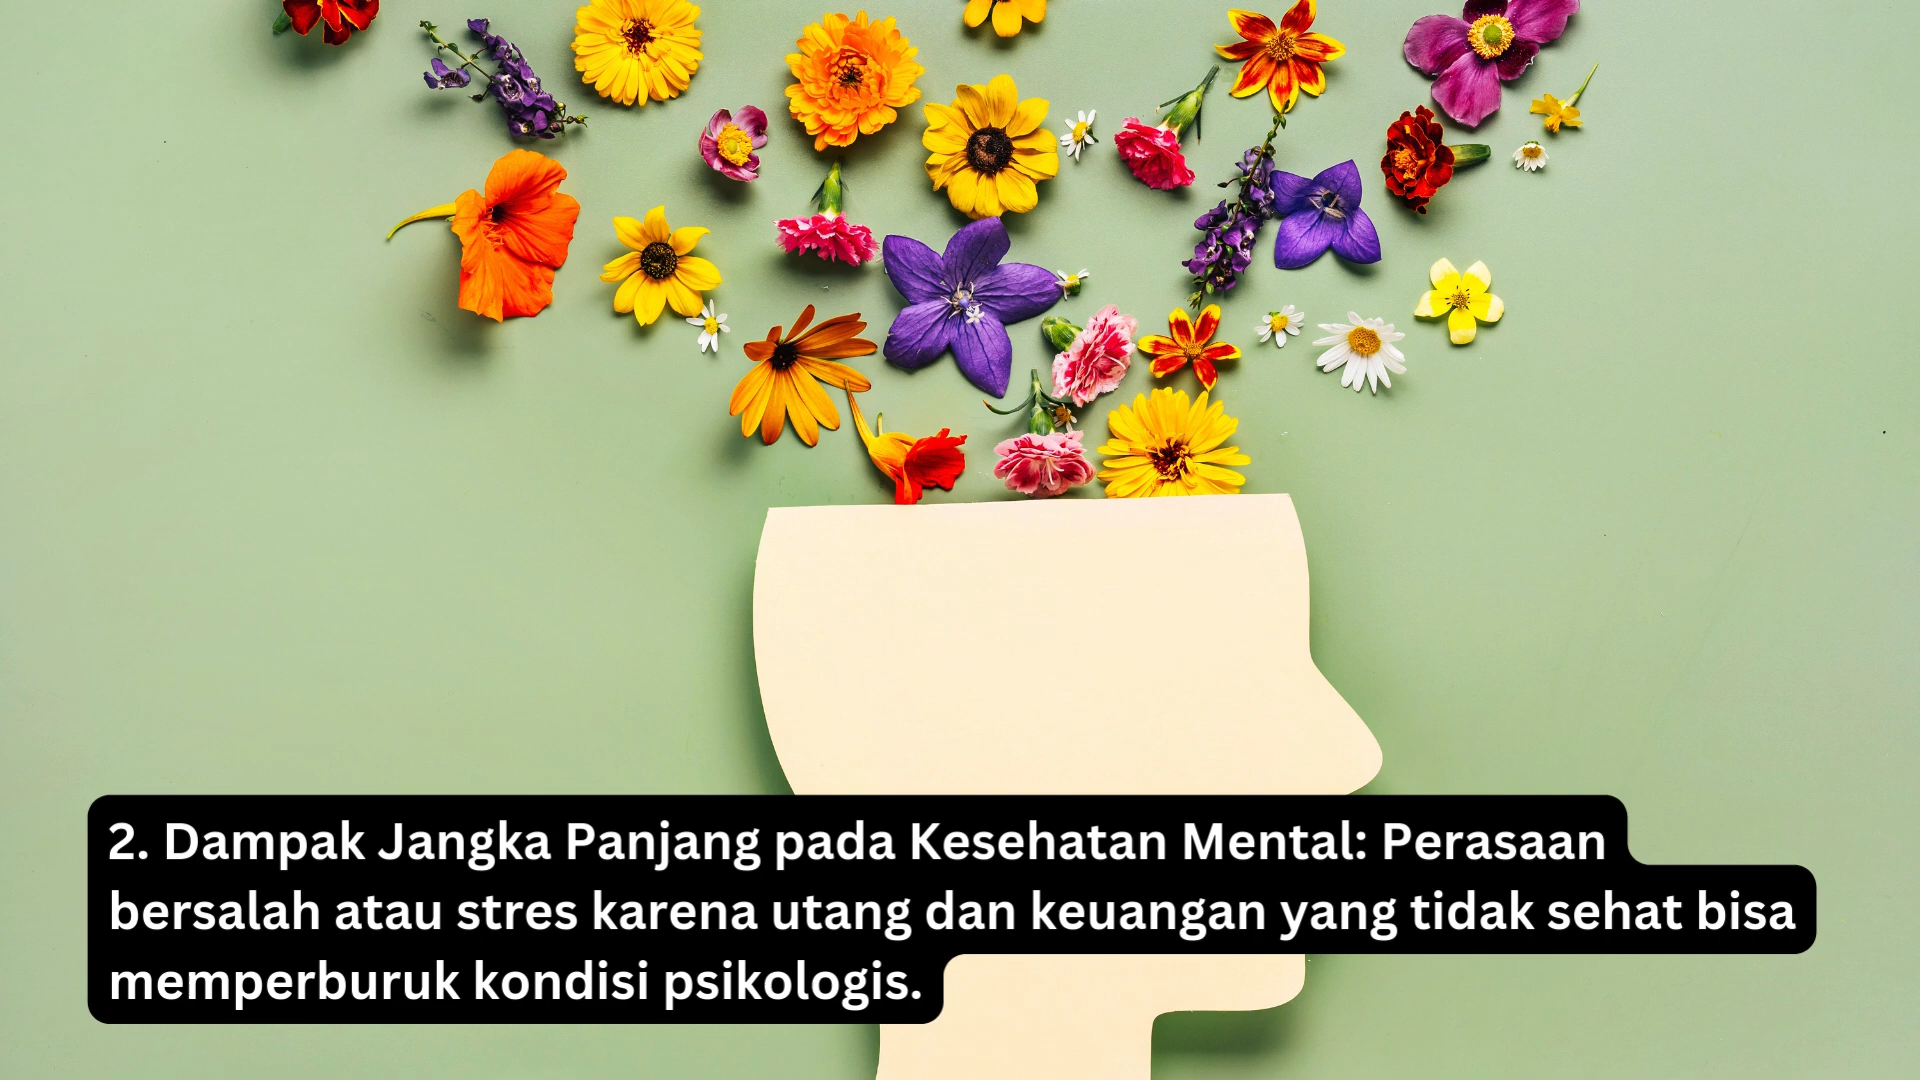 2. Dampak Jangka Panjang pada Kesehatan Mental: Perasaan
bersalah atau stres karena utang dan keuangan yang tidak sehat bisa
memperburuk kondisi psikologis.